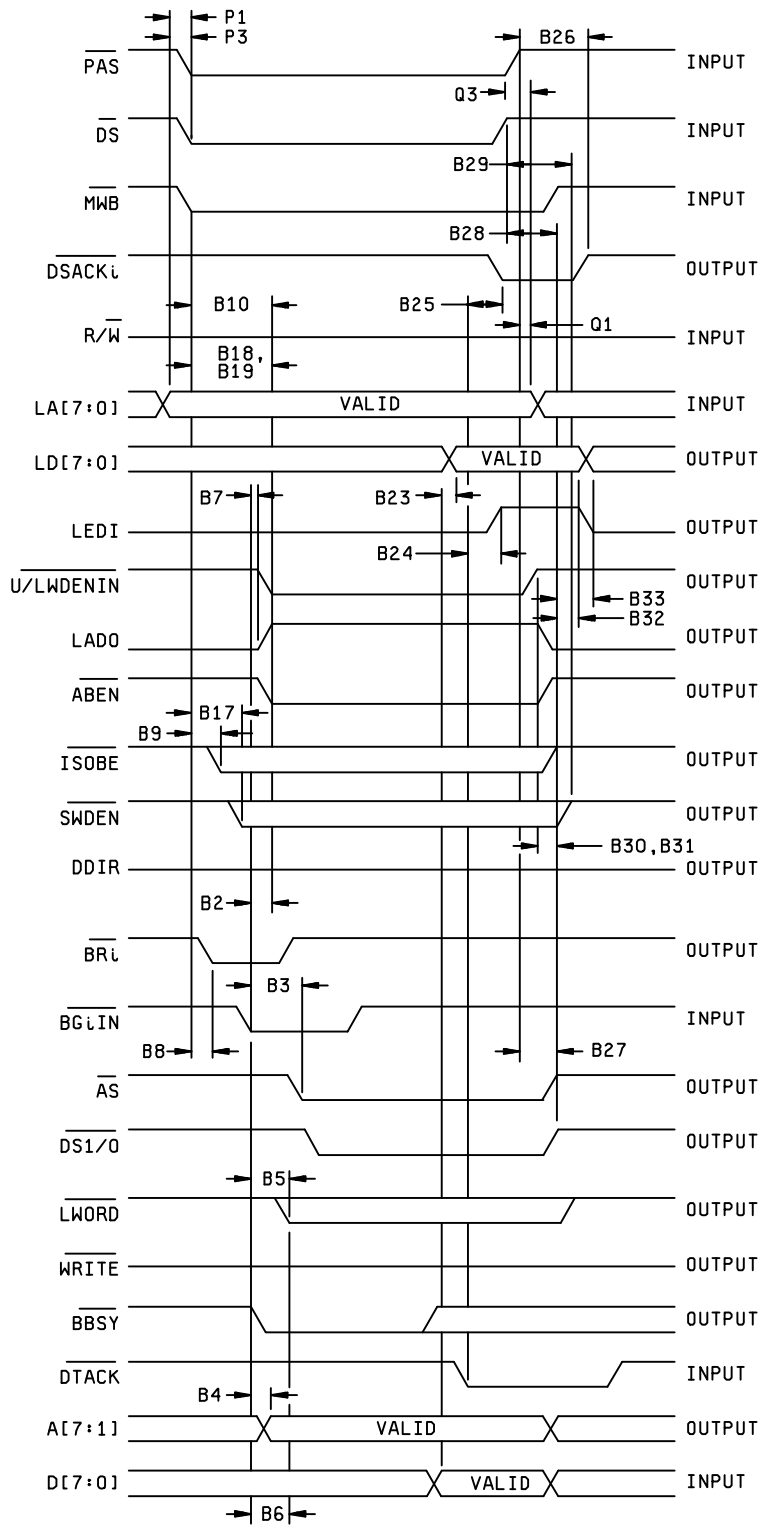 P1
P3
PAS
B26
INPUT
Q3
DS
INPUT
B29
MWB
INPUT
B28
DSACKi
OUTPUT
B10
B25
Q1
R/W
INPUT
B18,
B19
LA[7:0]
VALID
INPUT
LD[7:0]
VALID
OUTPUT
B7
B23
LEDI
OUTPUT
B24
U/LWDENIN
OUTPUT
B33
B32
LADO
OUTPUT
ABEN
OUTPUT
B17
B9
ISOBE
OUTPUT
SWDEN
OUTPUT
B30,B31
DDIR
OUTPUT
B2
BRi
OUTPUT
B3
BGiIN
INPUT
B8
B27
AS
OUTPUT
DS1/0
OUTPUT
B5
LWORD
OUTPUT
WRITE
OUTPUT
BBSY
OUTPUT
DTACK
INPUT
B4
A[7:1]
VALID
OUTPUT
D[7:0]
VALID
INPUT
B6